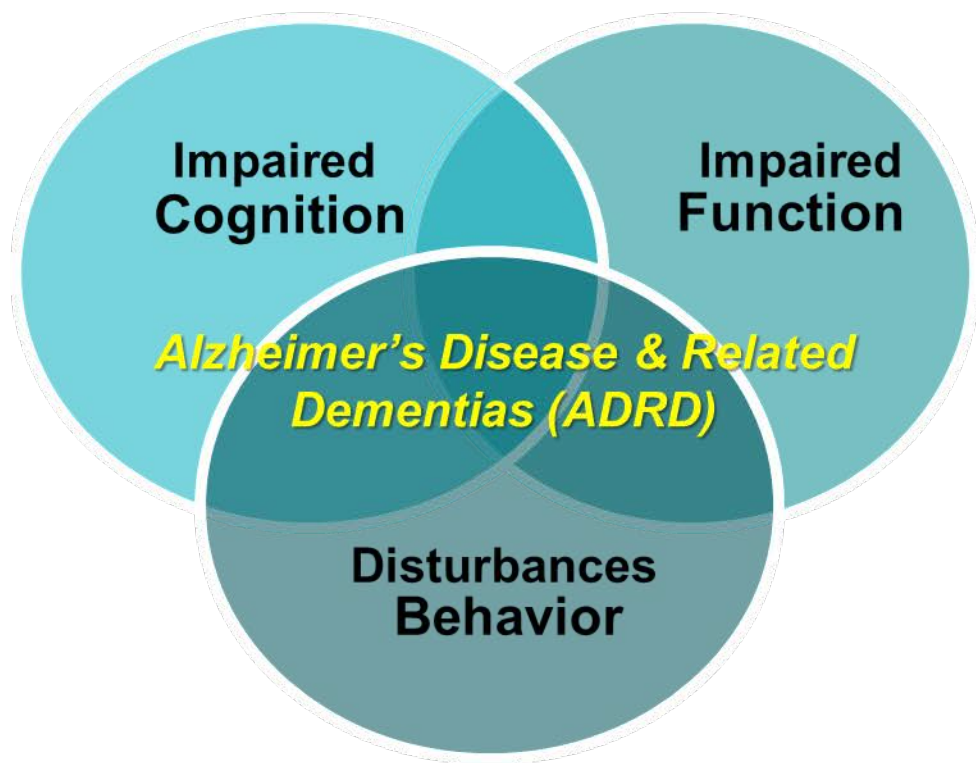 Impaired
Cognition
Impaired
Function
Alzheimer's Disease & Related
Dementias (ADRD)
Disturbances
Behavior